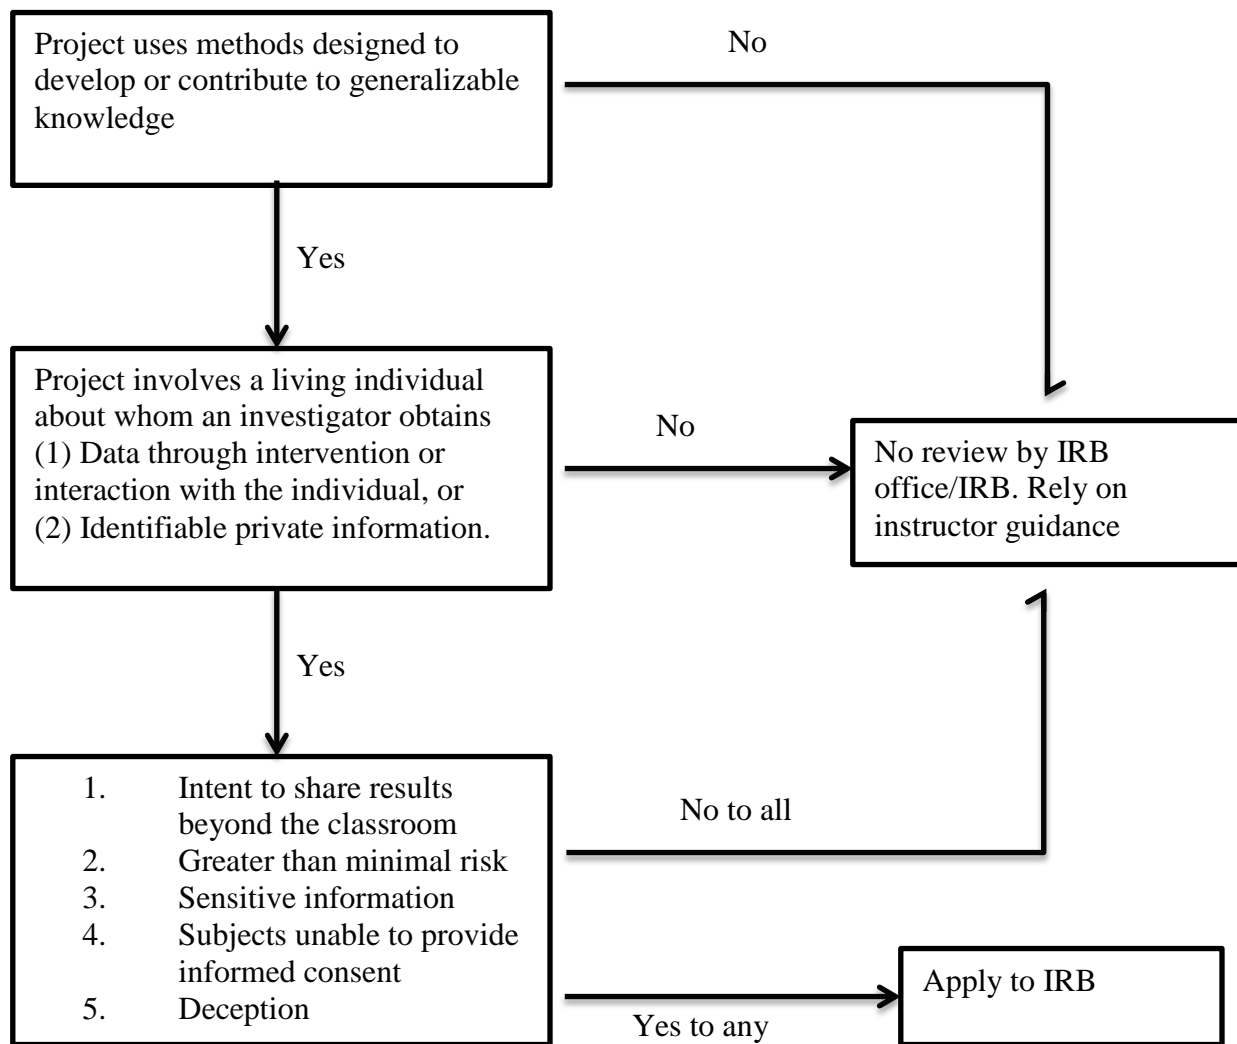 Project uses methods designed to
develop or contribute to generalizable
knowledge
No
Yes
Project involves a living individual
about whom an investigator obtains
(1) Data through intervention or
interaction with the individual, or
(2) Identifiable private information.
No
No review by IRB
office/IRB. Rely on
instructor guidance
Yes
1. Intent to share results
beyond the classroom
2. Greater than minimal risk
3. Sensitive information
4. Subjects unable to provide
informed consent
5. Deception
No to all
Yes to any
Apply to IRB